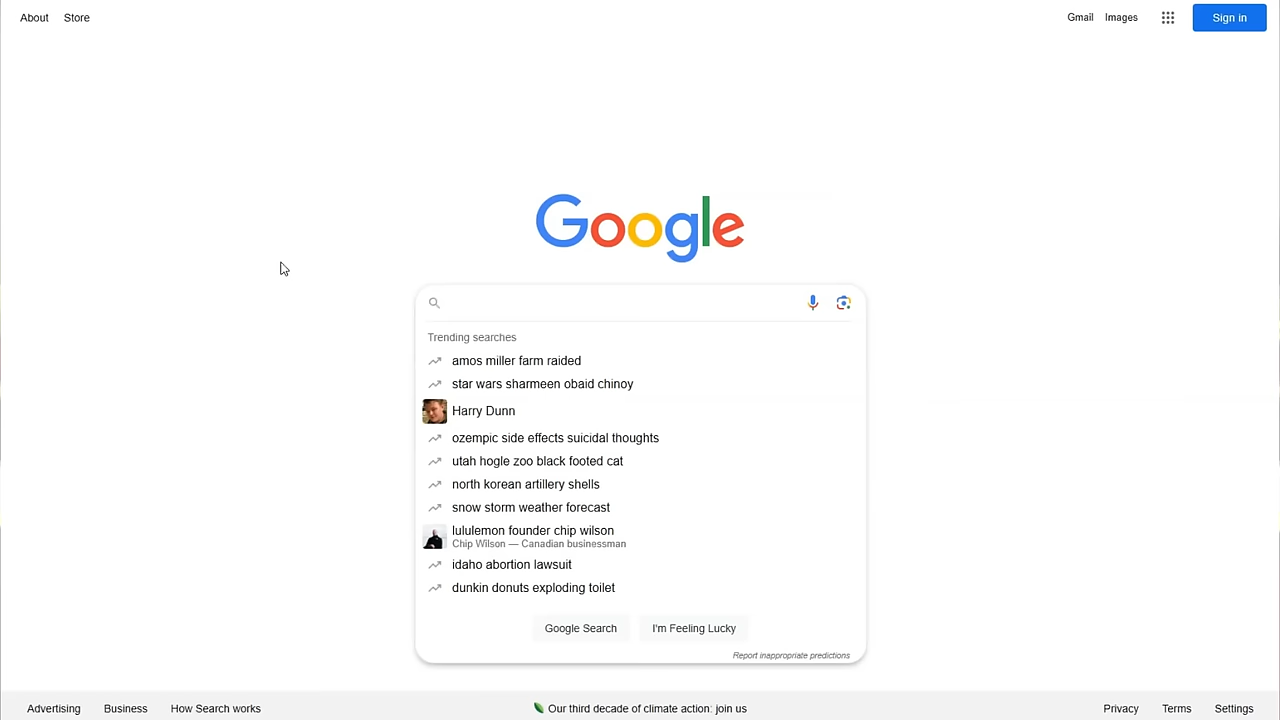 About Store
Gmail Images Sign in
Google
Trending searches
amos miller farm raided
star wars sharmeen obaid chinoy
Harry Dunn
ozempic side effects suicidal thoughts
utah hogle zoo black footed cat
north korean artillery shells
snow storm weather forecast
lululemon founder chip wilson
Chip Wilson — Canadian businessman
idaho abortion lawsuit
dunkin donuts exploding toilet
Google Search I'm Feeling Lucky
Report inappropriate predictions
Advertising Business How Search works Our third decade of climate action: join us Privacy Terms Settings